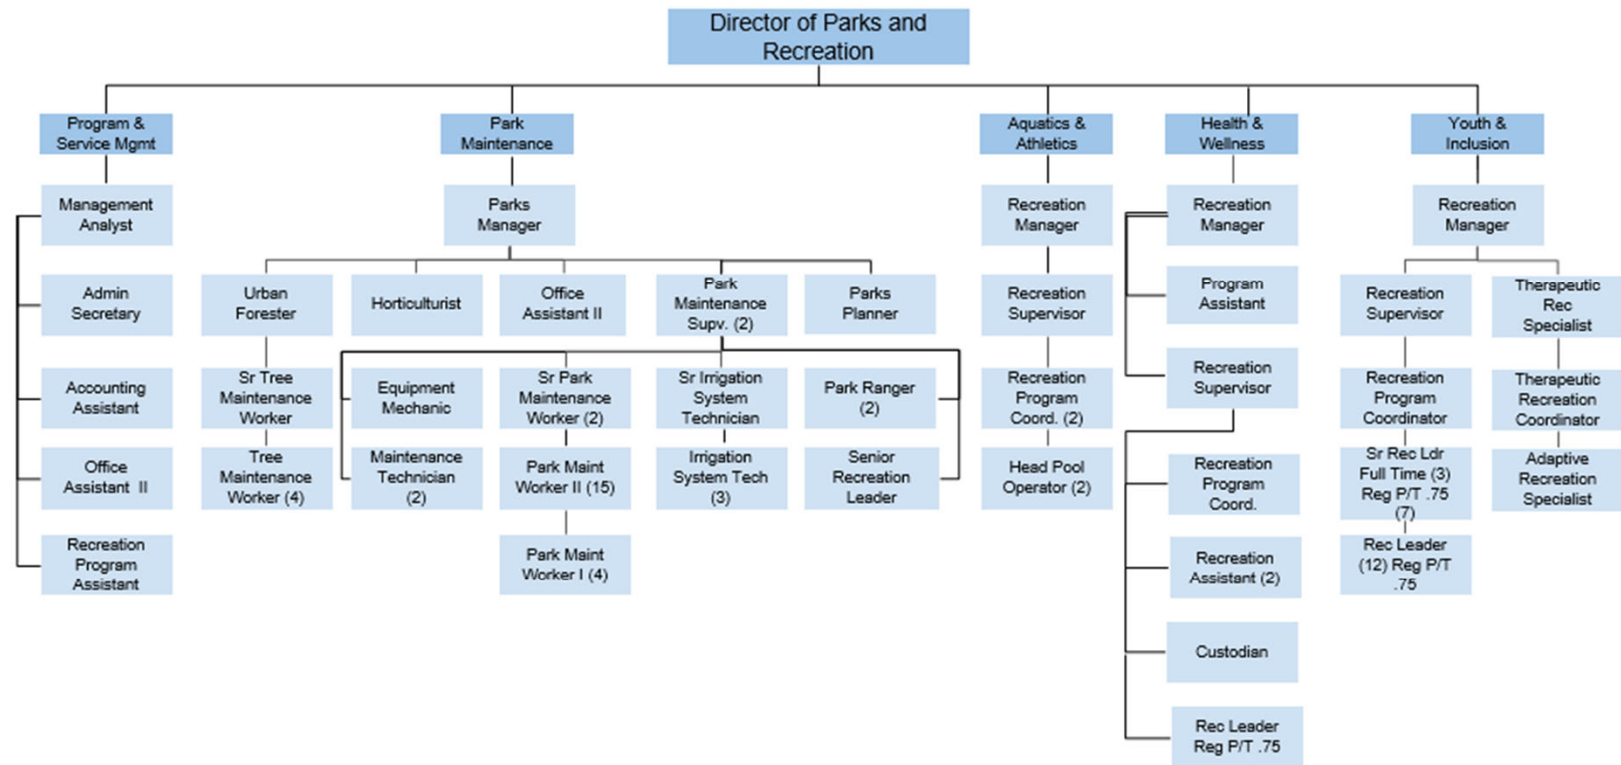 Director of Parks and
Recreation
Program &
Service Mgmt
Park
Maintenance
Aquatics &
Athletics
Health &
Wellness
Youth &
Inclusion
Management
Analyst
Parks
Manager
Recreation
Manager
Recreation
Manager
Recreation
Manager
Admin
Secretary
Urban
Forester
Horticulturist
Office
Assistant II
Park
Maintenance
Supv. (2)
Parks
Planner
Recreation
Supervisor
Program
Assistant
Recreation
Supervisor
Therapeutic
Rec
Specialist
Accounting
Assistant
Sr Tree
Maintenance
Worker
Equipment
Mechanic
Sr Park
Maintenance
Worker (2)
Sr Irrigation
System
Technician
Park Ranger
(2)
Recreation
Program
Coord. (2)
Recreation
Supervisor
Recreation
Program
Coordinator
Therapeutic
Recreation
Coordinator
Office
Assistant II
Tree
Maintenance
Worker (4)
Maintenance
Technician
(2)
Park Maint
Worker II (15)
Irrigation
System Tech
(3)
Senior
Recreation
Leader
Head Pool
Operator (2)
Recreation
Program
Coord.
Sr Rec Ldr
Full Time (3)
Reg P/T .75
(7)
Adaptive
Recreation
Specialist
Recreation
Program
Assistant
Park Maint
Worker I (4)
Recreation
Assistant (2)
Rec Leader
(12) Reg P/T
.75
Custodian
Rec Leader
Reg P/T .75